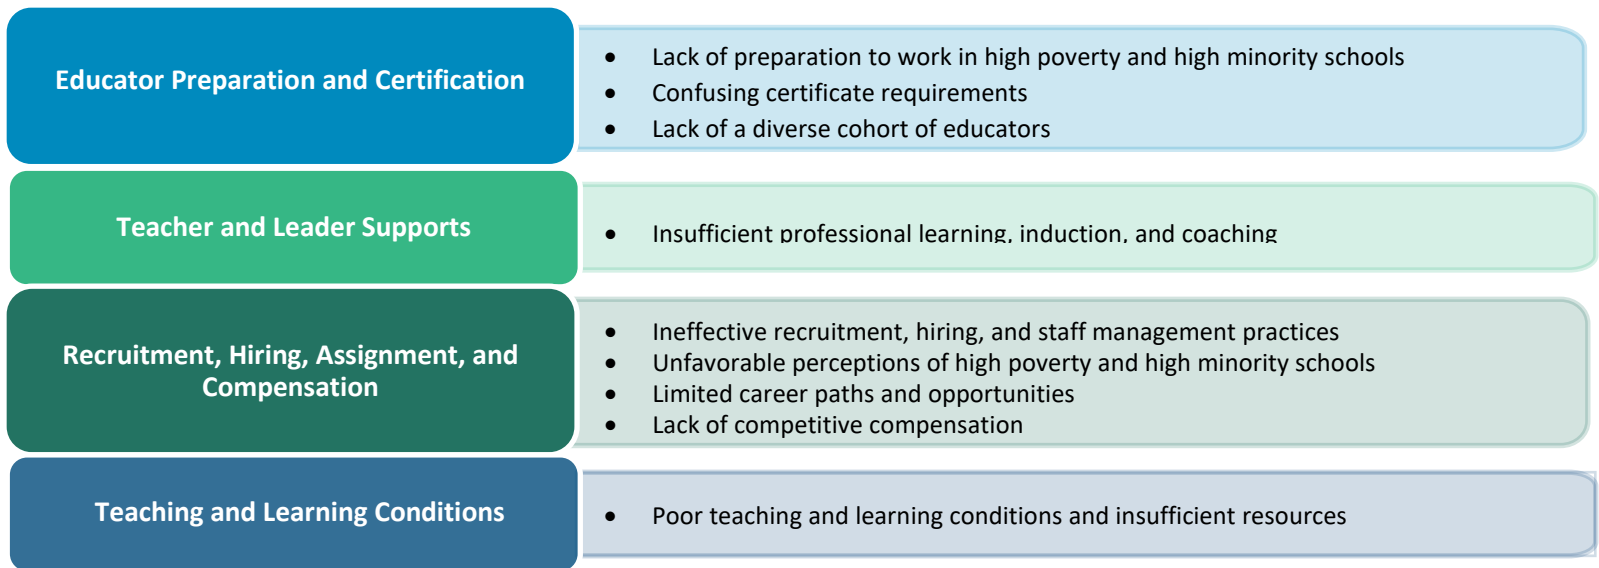 Educator Preparation and Certification
• Lack of preparation to work in high poverty and high minority schools
• Confusing certificate requirements
• Lack of a diverse cohort of educators
Teacher and Leader Supports
• Insufficient professional learning, induction, and coaching
Recruitment, Hiring, Assignment, and
Compensation
• Ineffective recruitment, hiring, and staff management practices
• Unfavorable perceptions of high poverty and high minority schools
• Limited career paths and opportunities
• Lack of competitive compensation
Teaching and Learning Conditions
• Poor teaching and learning conditions and insufficient resources